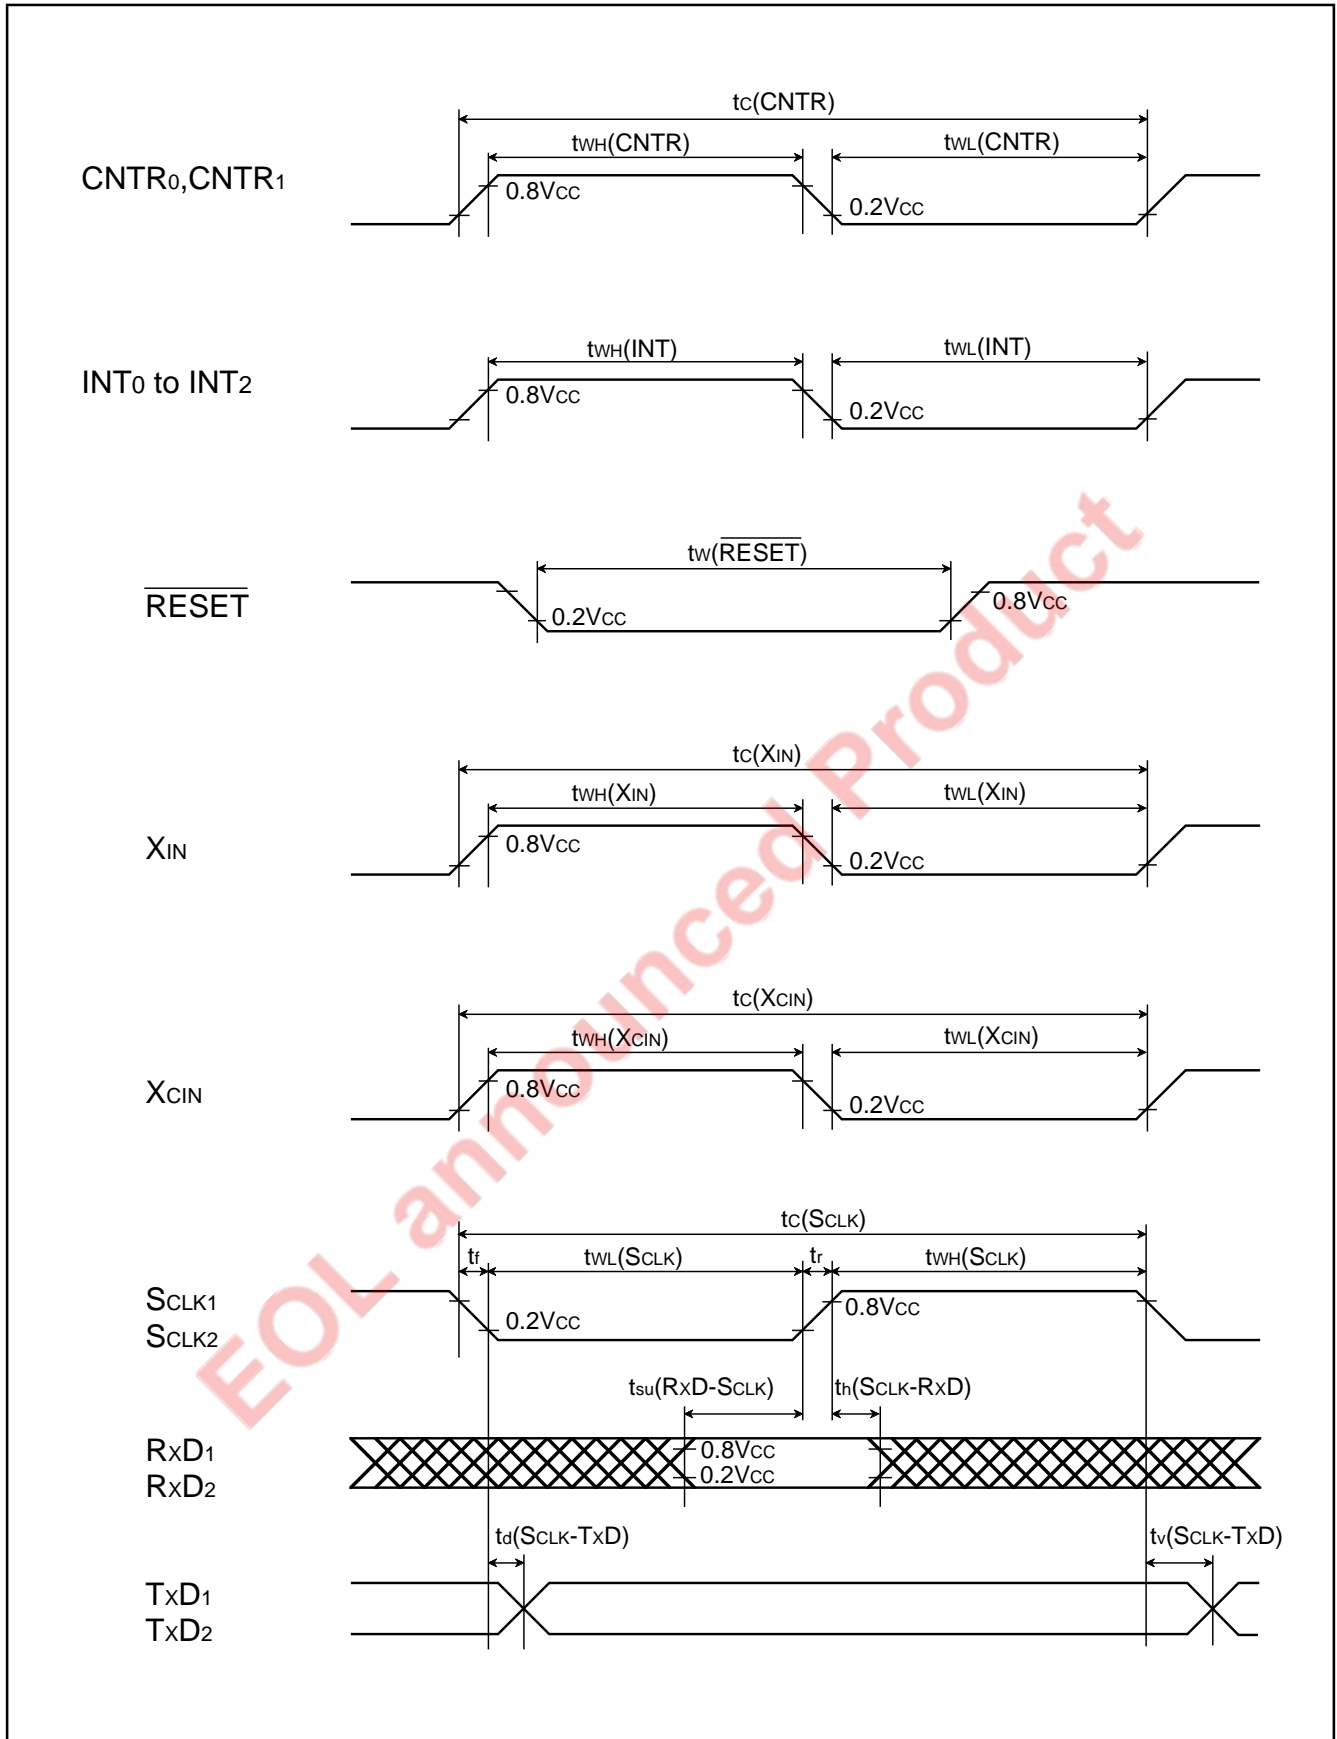 tC(CNTR)
tWH(CNTR) tWL(CNTR)
CNTR0,CNTR1
0.8VCC
0.2VCC
tWH(INT) tWL(INT)
INT0 to INT2
0.8VCC
0.2VCC
tW(RESET)
RESET
0.2VCC
0.8VCC
tC(XIN)
tWH(XIN) tWL(XIN)
XIN
0.8VCC
0.2VCC
tC(XCIN)
tWH(XCIN) tWL(XCIN)
XCIN
0.8VCC
0.2VCC
tC(SCLK)
tf tWL(SCLK) tr tWH(SCLK)
SCLK1
SCLK2
0.2VCC
0.8VCC
tsu(RXD-SCLK) th(SCLK-RXD)
RXD1
RXD2
0.8VCC
0.2VCC
td(SCLK-TXD) tv(SCLK-TXD)
TXD1
TXD2
EOL announced Product